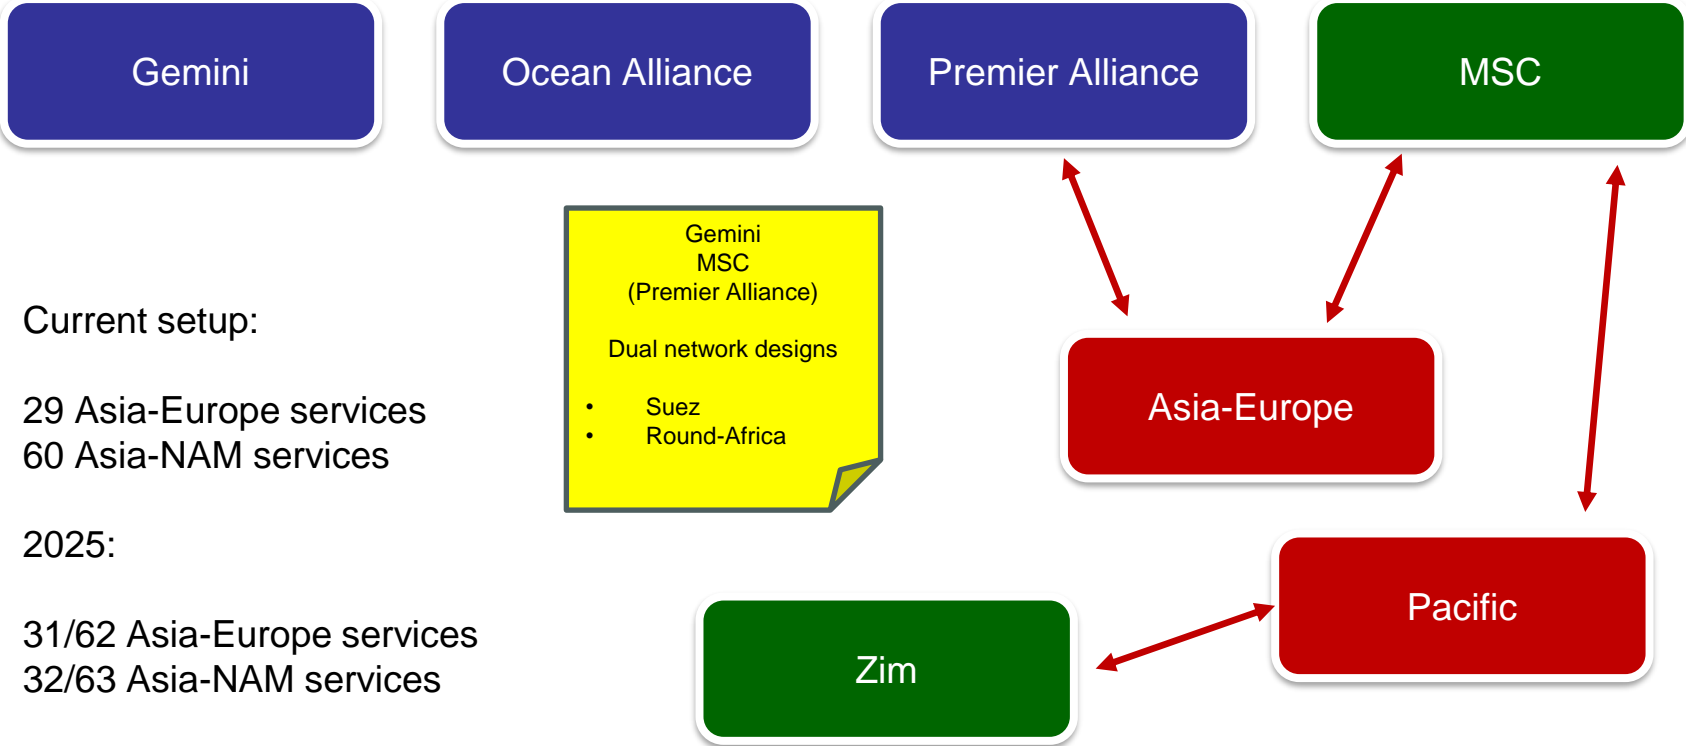 Gemini
Ocean Alliance
Premier Alliance
MSC
Gemini
MSC
(Premier Alliance)
Dual network designs
• Suez
• Round-Africa
Current setup:
29 Asia-Europe services
60 Asia-NAM services
2025:
31/62 Asia-Europe services
32/63 Asia-NAM services
Asia-Europe
Pacific
Zim